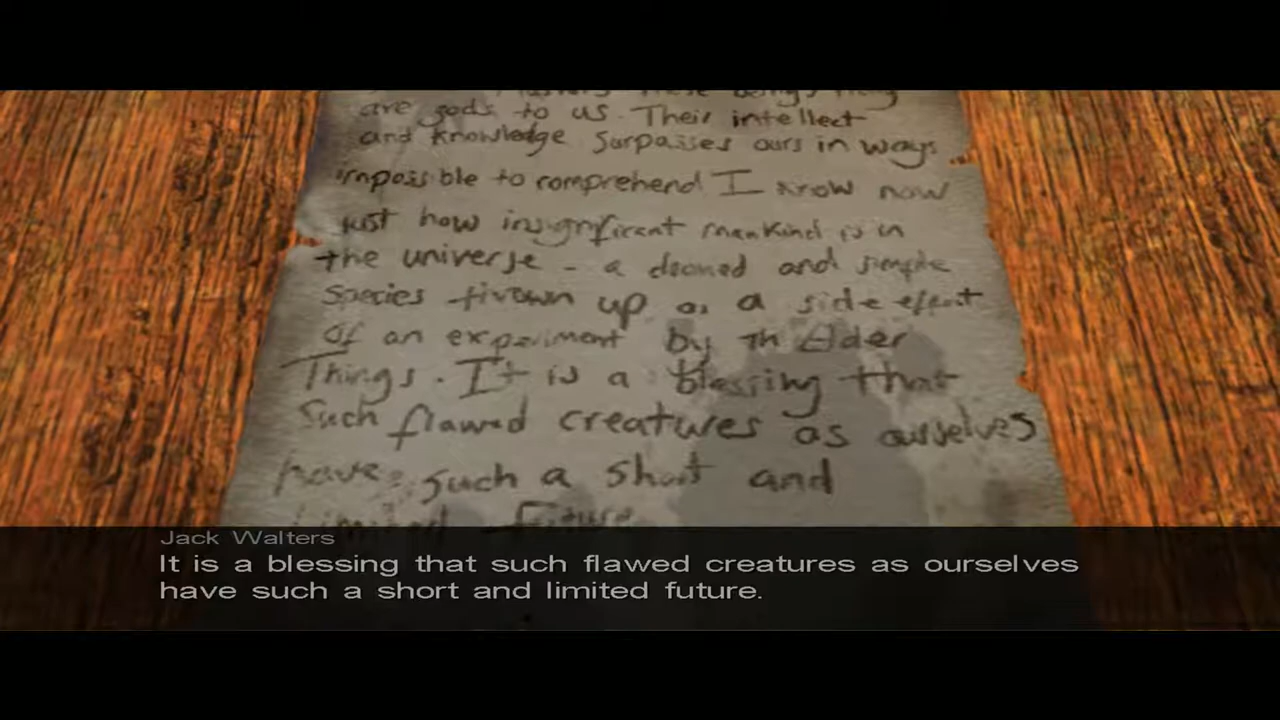 are gods to us. Their intellect
and knowledge surpasses ours in ways
impossible to comprehend I know now
just how insignificant mankind is in
the universe - a doomed and simple
species thrown up as a side effect
of an experiment by th Elder
Things. It is a blessing that
such flawed creatures as ourselves
have such a short and
limited future
Jack Walters
It is a blessing that such flawed creatures as ourselves
have such a short and limited future.